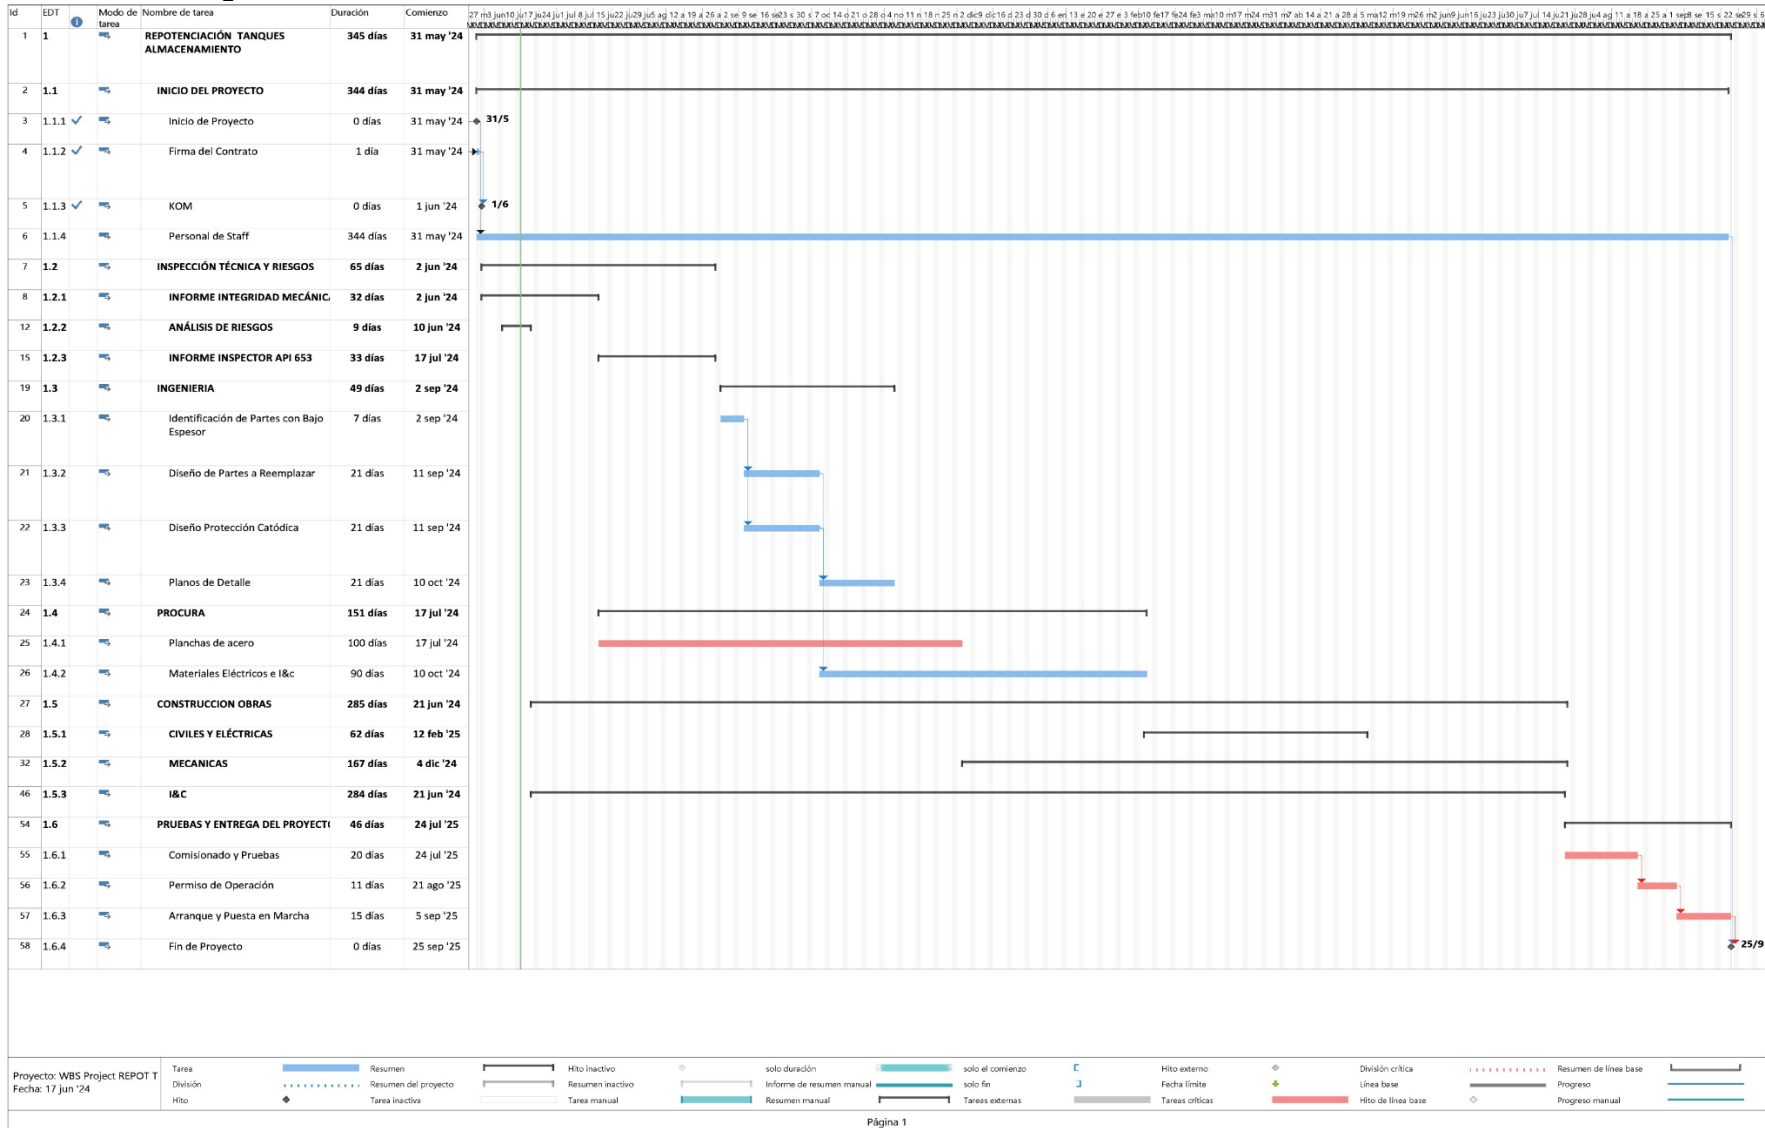 Id EDT Modo de tarea Nombre de tarea Duración Comienzo
1 1 REPOTENCIACIÓN TANQUES ALMACENAMIENTO 345 días 31 may '24
2 1.1 INICIO DEL PROYECTO 344 días 31 may '24
3 1.1.1 Inicio de Proyecto 0 días 31 may '24 31/5
4 1.1.2 Firma del Contrato 1 día 31 may '24
5 1.1.3 KOM 0 días 1 jun '24 1/6
6 1.1.4 Personal de Staff 344 días 31 may '24
7 1.2 INSPECCIÓN TÉCNICA Y RIESGOS 65 días 2 jun '24
8 1.2.1 INFORME INTEGRIDAD MECÁNIC 32 días 2 jun '24
12 1.2.2 ANÁLISIS DE RIESGOS 9 días 10 jun '24
15 1.2.3 INFORME INSPECTOR API 653 33 días 17 jul '24
19 1.3 INGENIERIA 49 días 2 sep '24
20 1.3.1 Identificación de Partes con Bajo Espesor 7 días 2 sep '24
21 1.3.2 Diseño de Partes a Reemplazar 21 días 11 sep '24
22 1.3.3 Diseño Protección Catódica 21 días 11 sep '24
23 1.3.4 Planos de Detalle 21 días 10 oct '24
24 1.4 PROCURA 151 días 17 jul '24
25 1.4.1 Planchas de acero 100 días 17 jul '24
26 1.4.2 Materiales Eléctricos e I&c 90 días 10 oct '24
27 1.5 CONSTRUCCION OBRAS 285 días 21 jun '24
28 1.5.1 CIVILES Y ELÉCTRICAS 62 días 12 feb '25
32 1.5.2 MECANICAS 167 días 4 dic '24
46 1.5.3 I&C 284 días 21 jun '24
54 1.6 PRUEBAS Y ENTREGA DEL PROYECT 46 días 24 jul '25
55 1.6.1 Comisionado y Pruebas 20 días 24 jul '25
56 1.6.2 Permiso de Operación 11 días 21 ago '25
57 1.6.3 Arranque y Puesta en Marcha 15 días 5 sep '25
58 1.6.4 Fin de Proyecto 0 días 25 sep '25 25/9
Proyecto: WBS Project REPOT T
Fecha: 17 jun '24
Tarea Resumen Hito inactivo solo duración solo el comienzo Hito externo División crítica Resumen de línea base
División Resumen del proyecto Resumen inactivo Informe de resumen manual solo fin Fecha límite Línea base Progreso
Hito Tarea inactiva Tarea manual Resumen manual Tareas externas Tareas críticas Hito de línea base Progreso manual
Página 1